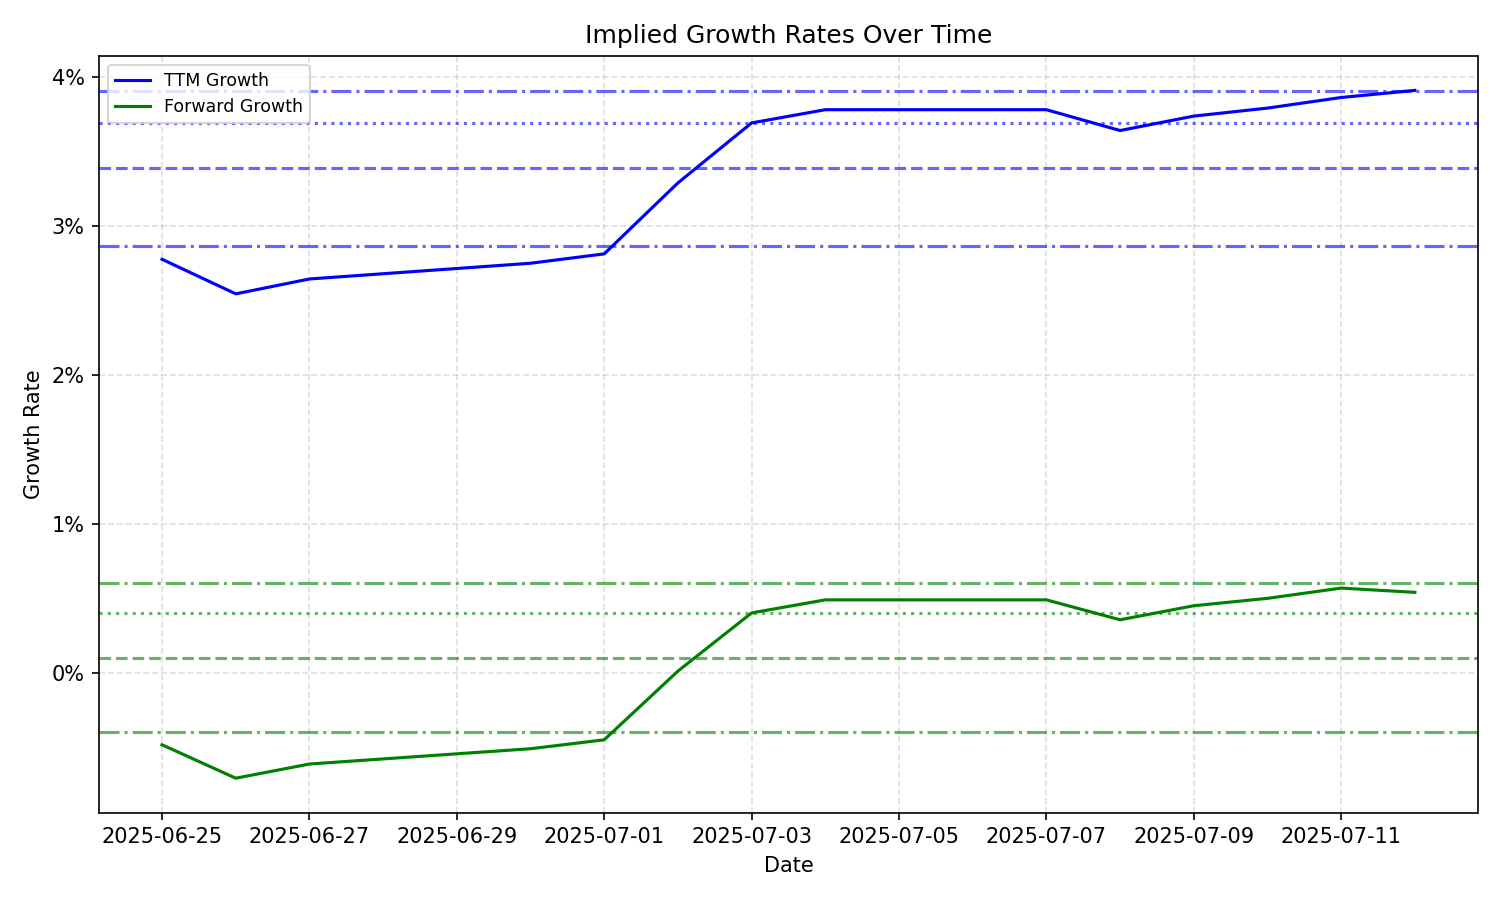 Implied Growth Rates Over Time
TTM Growth
Forward Growth
4%
3%
2%
1%
0%
Growth Rate
2025-06-25 2025-06-27 2025-06-29 2025-07-01 2025-07-03 2025-07-05 2025-07-07 2025-07-09 2025-07-11
Date